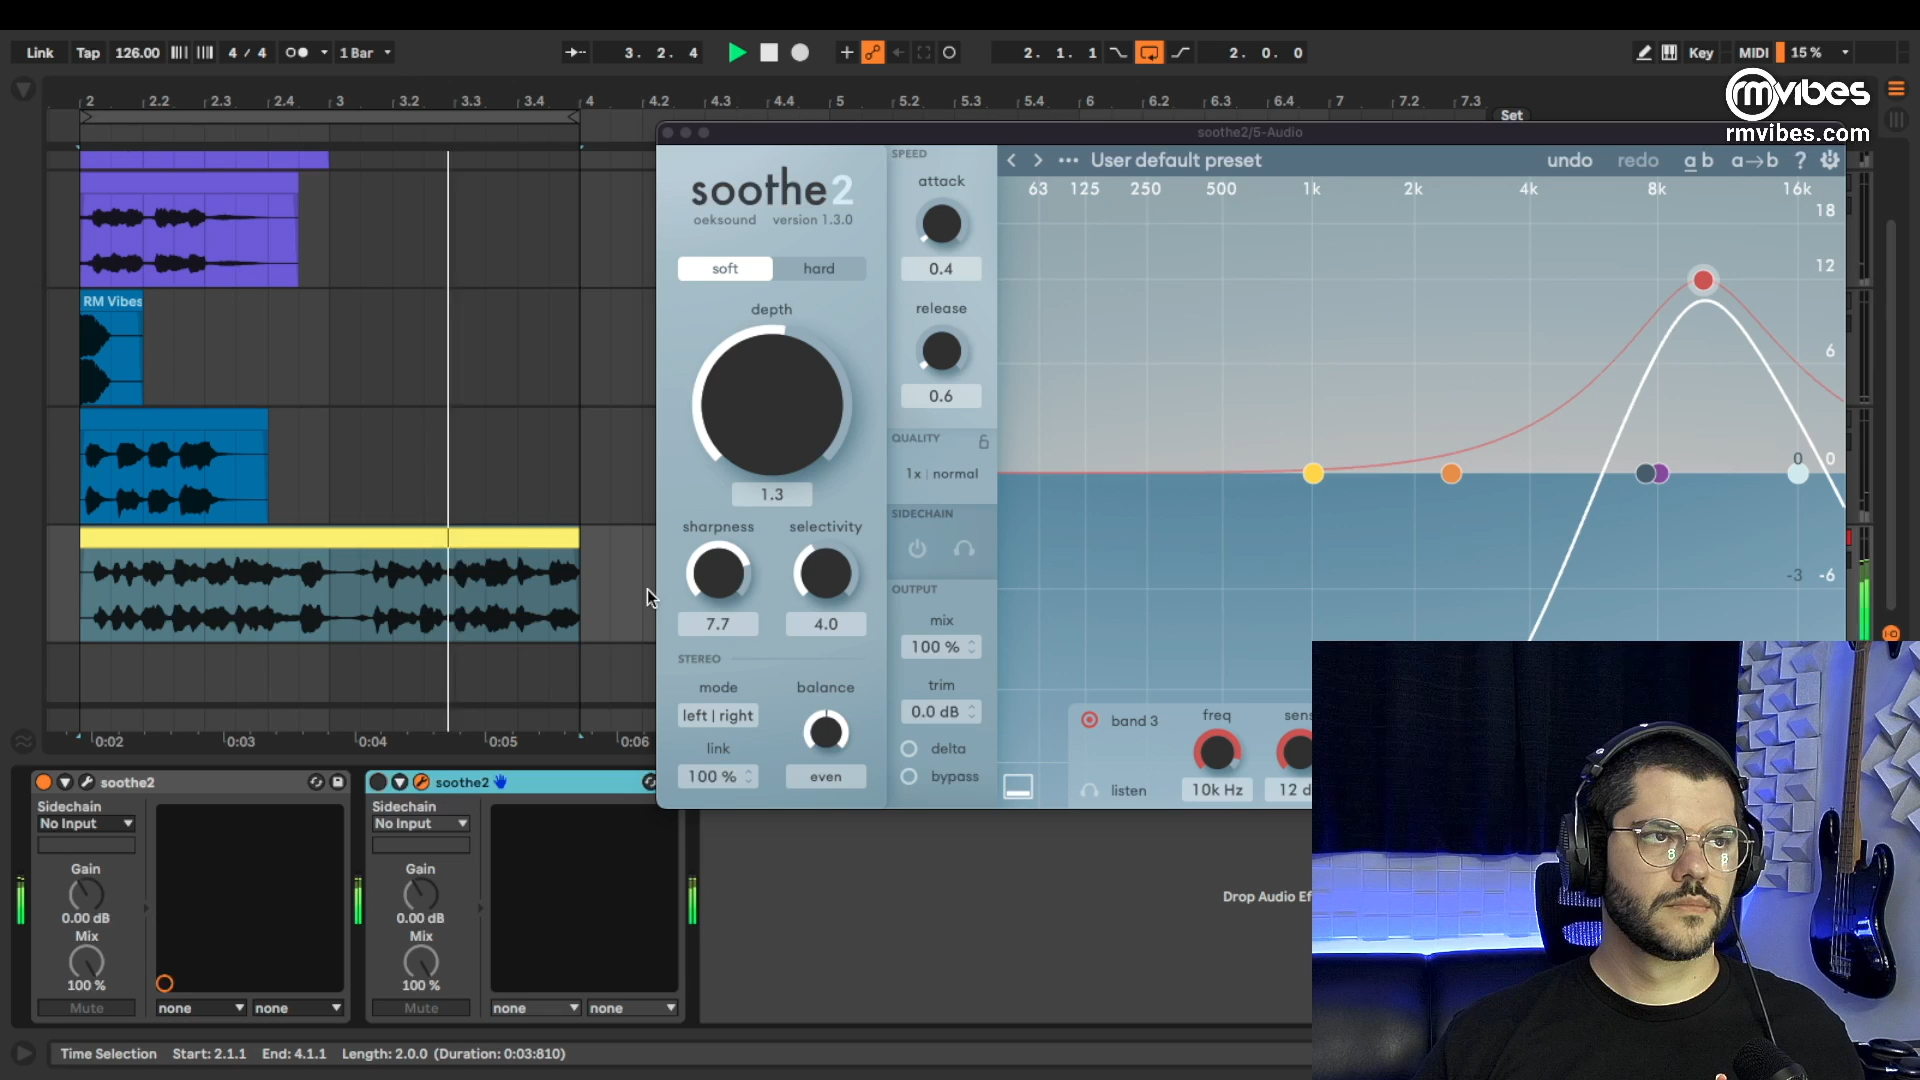 Link Tap 126.00 4 / 4 1 Bar
3. 2. 4
2. 1. 1
2. 0. 0
Key MIDI 15 %
mvibes
rmvibes.com
2 2.2 2.3 2.4 3 3.2 3.3 3.4 4 4.2 4.3 4.4 5 5.2 5.3 5.4 6 6.2 6.3 6.4 7 7.2 7.3
Set
soothe2/5-Audio
soothe2
oeksound version 1.3.0
soft hard
depth
1.3
sharpness selectivity
7.7 4.0
STEREO
mode balance
left | right
link
100 % even
SPEED
attack
0.4
release
0.6
QUALITY
1x | normal
SIDECHAIN
OUTPUT
mix
100 %
trim
0.0 dB
delta
bypass
User default preset
undo redo a b a→b ?
63 125 250 500 1k 2k 4k 8k 16k
18
12
6
0 0
-3 -6
band 3 freq
listen 10k Hz
RM Vibes
0:02 0:03 0:04 0:05 0:06
soothe2
Sidechain
No Input
Gain
0.00 dB
Mix
100 %
Mute none none
soothe2
Sidechain
No Input
Gain
0.00 dB
Mix
100 %
Mute none none
Time Selection Start: 2.1.1 End: 4.1.1 Length: 2.0.0 (Duration: 0:03:810)